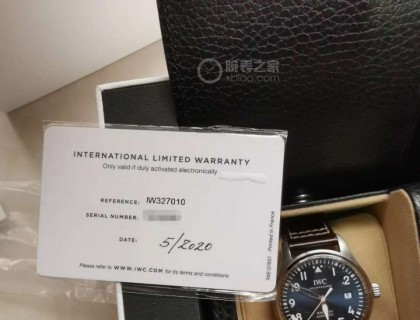 腕表之家
xbiao.com
INTERNATIONAL LIMITED WARRANTY
Only valid if duly activated electronically
REFERENCE: IW327010
SERIAL NUMBER:
DATE: 5/2020
Please refer to WWW.IWC.COM for its terms and conditions
Printed in France
IWC
12